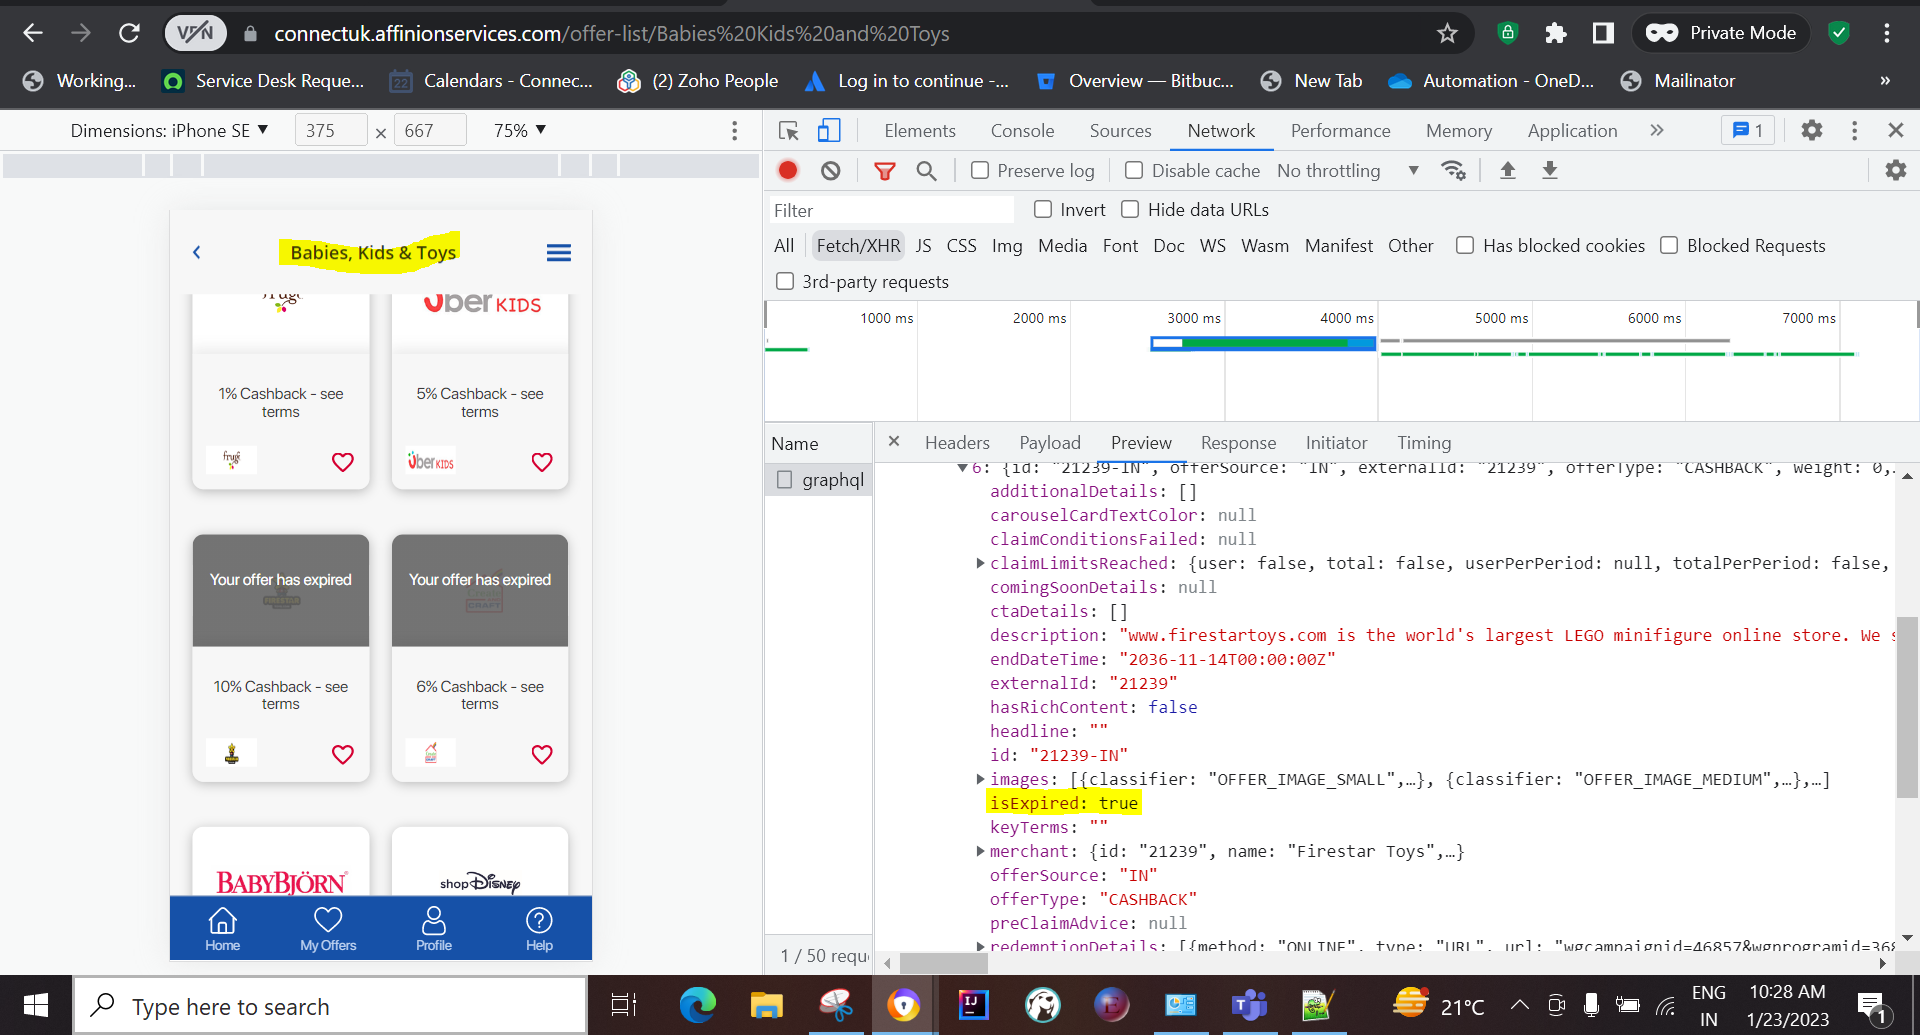 VPN
connectuk.affinionservices.com/offer-list/Babies%20Kids%20and%20Toys
Private Mode
Working...
Service Desk Reque...
22
Calendars - Connec...
(2) Zoho People
Log in to continue -...
Overview — Bitbuc...
New Tab
Automation - OneD...
Mailinator
»
Dimensions: iPhone SE ▼
375 × 667
75% ▼
Babies, Kids & Toys
frugi
über KIDS
1% Cashback - see
terms
5% Cashback - see
terms
frugi
über KIDS
Your offer has expired
Your offer has expired
10% Cashback - see
terms
6% Cashback - see
terms
BABYBJÖRN
shop Disney
Home
My Offers
Profile
Help
Elements
Console
Sources
Network
Performance
Memory
Application
»
1
Preserve log
Disable cache
No throttling ▼
Filter
Invert
Hide data URLs
All
Fetch/XHR
JS
CSS
Img
Media
Font
Doc
WS
Wasm
Manifest
Other
Has blocked cookies
Blocked Requests
3rd-party requests
1000 ms
2000 ms
3000 ms
4000 ms
5000 ms
6000 ms
7000 ms
Name
graphql
1 / 50 requ
Headers
Payload
Preview
Response
Initiator
Timing
▼6: {id: "21239-IN", offerSource: "IN", externalId: "21239", offerType: "CASHBACK", weight: 0,…
additionalDetails: []
carouselCardTextColor: null
claimConditionsFailed: null
▶claimLimitsReached: {user: false, total: false, userPerPeriod: null, totalPerPeriod: false,
comingSoonDetails: null
ctaDetails: []
description: "www.firestartoys.com is the world's largest LEGO minifigure online store. We s
endDateTime: "2036-11-14T00:00:00Z"
externalId: "21239"
hasRichContent: false
headline: ""
id: "21239-IN"
▶images: [{classifier: "OFFER_IMAGE_SMALL",…}, {classifier: "OFFER_IMAGE_MEDIUM",…},…]
isExpired: true
keyTerms: ""
▶merchant: {id: "21239", name: "Firestar Toys",…}
offerSource: "IN"
offerType: "CASHBACK"
preClaimAdvice: null
▶redemptionDetails: [{method: "ONLINE", type: "URL", url: "wgcampaignid=46857&wgprogramid=368
Type here to search
21°C
ENG
IN
10:28 AM
1/23/2023
1